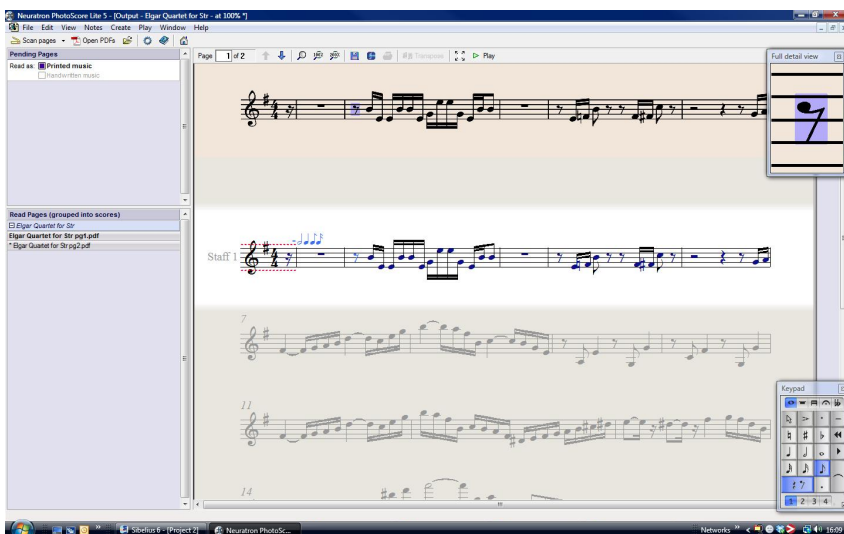 Neuratron PhotoScore Lite 5 - [Output - Elgar Quartet for Str - at 100% *]
File Edit View Notes Create Play Window Help
Scan pages Open PDFs
Pending Pages
Page 1 of 2 Transpose Play
Full detail view
Read as: Printed music
Handwritten music
Read Pages (grouped into scores)
Elgar Quartet for Str
Elgar Quartet for Str pg1.pdf
* Elgar Quartet for Str pg2.pdf
Staff 1
7
Keypad
11
14
1 2 3 4
Sibelius 6 - [Project 2] Neuratron PhotoSc... Networks 16:09